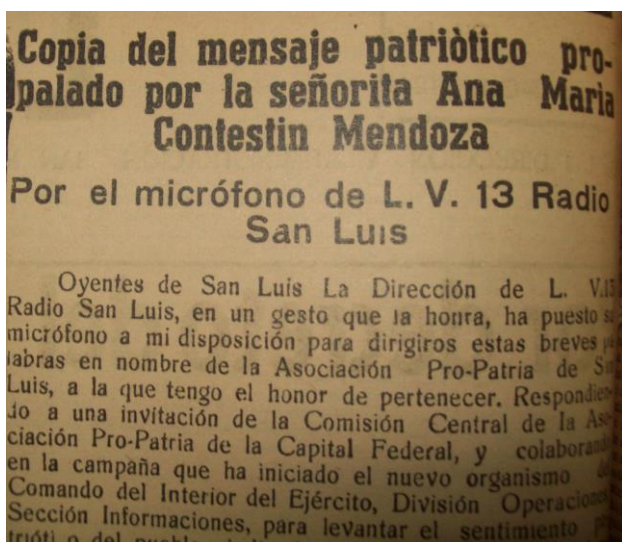 Copia del mensaje patriòtico pro-
palado por la señorita Ana Maria
Contestin Mendoza
Por el micrófono de L. V. 13 Radio
San Luis
Oyentes de San Luis La Dirección de L. V.13
Radio San Luis, en un gesto que la honra, ha puesto su
micrófono a mi disposición para dirigiros estas breves pa
labras en nombre de la Asociación Pro-Patria de San
Luis, a la que tengo el honor de pertenecer. Respondien-
do a una invitación de la Comisión Central de la Aso-
ciación Pro-Patria de la Capital Federal, y colaborando
en la campaña que ha iniciado el nuevo organismo del
Comando del Interior del Ejército, División Operaciones
Sección Informaciones, para levantar el sentimiento